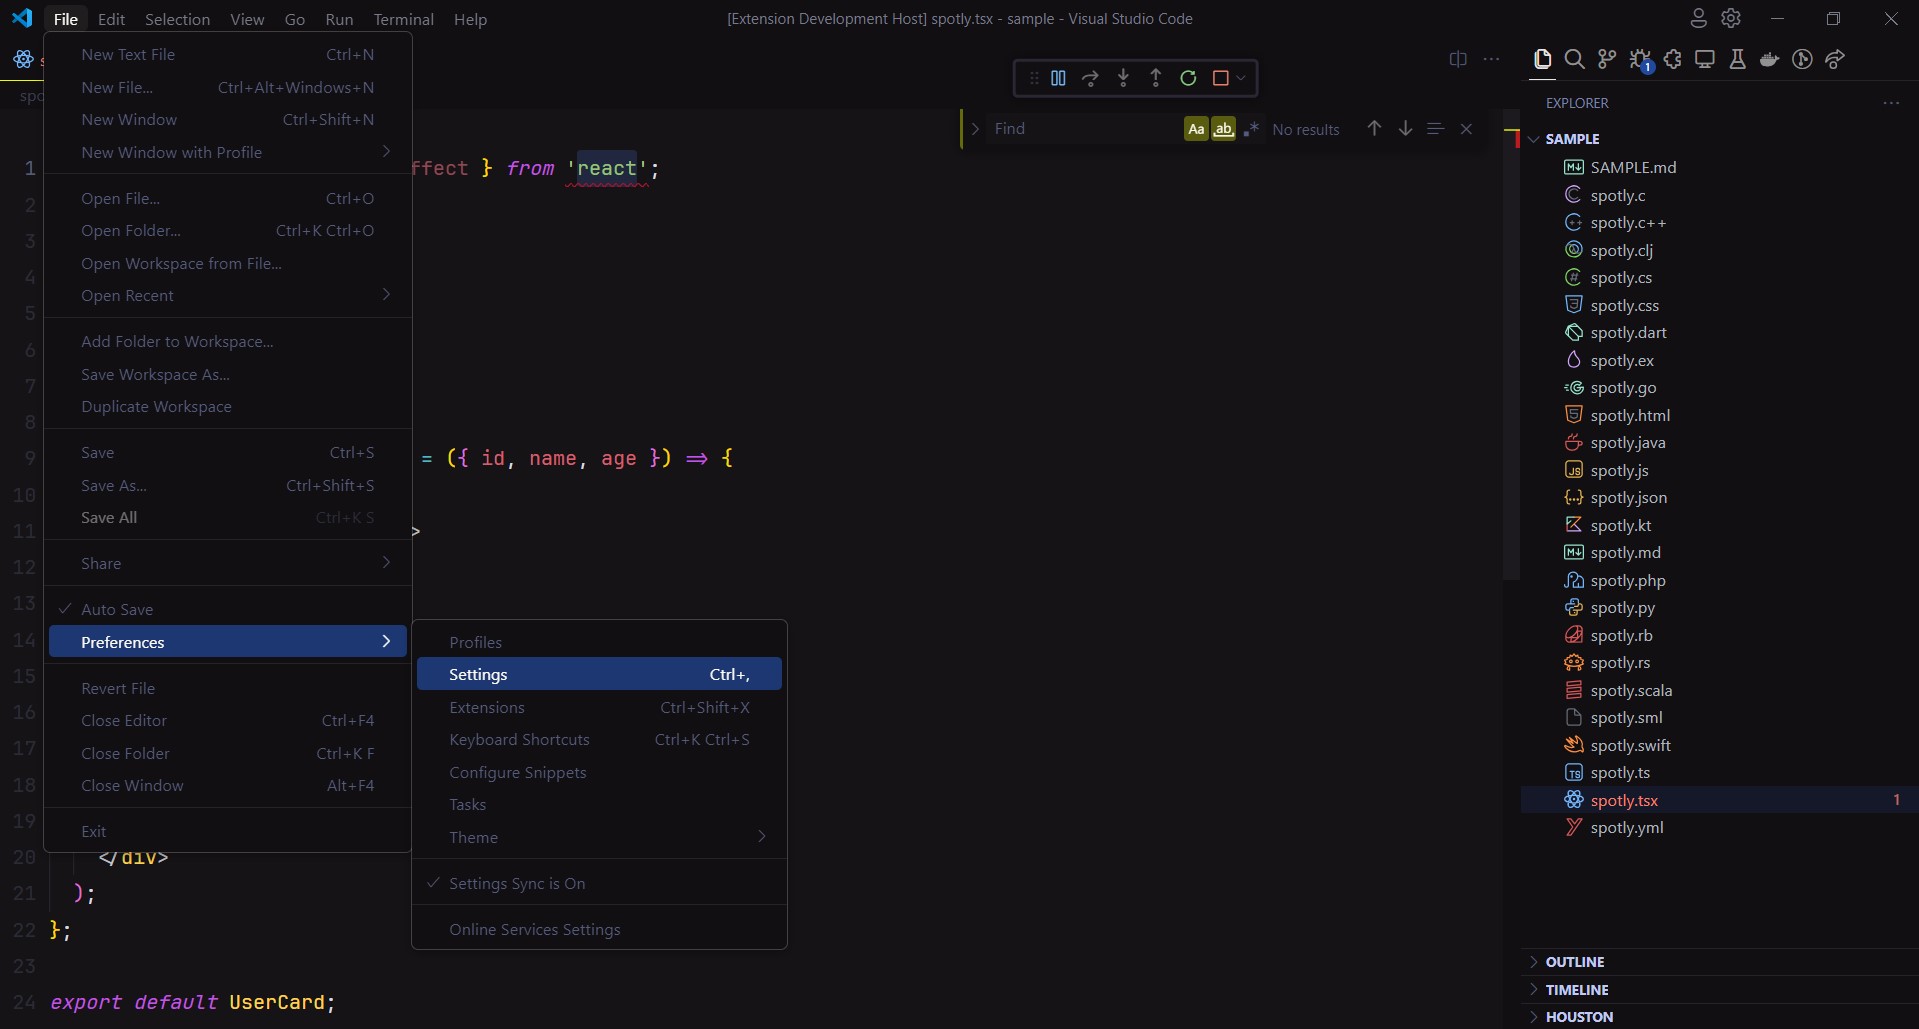 File Edit Selection View Go Run Terminal Help
[Extension Development Host] spotly.tsx - sample - Visual Studio Code
New Text File Ctrl+N
New File... Ctrl+Alt+Windows+N
New Window Ctrl+Shift+N
New Window with Profile
Open File... Ctrl+O
Open Folder... Ctrl+K Ctrl+O
Open Workspace from File...
Open Recent
Add Folder to Workspace...
Save Workspace As...
Duplicate Workspace
Save Ctrl+S
Save As... Ctrl+Shift+S
Save All Ctrl+K S
Share
Auto Save
Preferences
Revert File
Close Editor Ctrl+F4
Close Folder Ctrl+K F
Close Window Alt+F4
Exit
Profiles
Settings Ctrl+,
Extensions Ctrl+Shift+X
Keyboard Shortcuts Ctrl+K Ctrl+S
Configure Snippets
Tasks
Theme
Settings Sync is On
Online Services Settings
spo
Find Aa ab .* No results
1 ffect } from 'react';
2
3
4
5
6
7
8
9 = ({ id, name, age }) => {
10
11 >
12
13
14
15
16
17
18
19
20 </div>
21 );
22 };
23
24 export default UserCard;
1
EXPLORER
SAMPLE
SAMPLE.md
spotly.c
spotly.c++
spotly.clj
spotly.cs
spotly.css
spotly.dart
spotly.ex
spotly.go
spotly.html
spotly.java
spotly.js
spotly.json
spotly.kt
spotly.md
spotly.php
spotly.py
spotly.rb
spotly.rs
spotly.scala
spotly.sml
spotly.swift
spotly.ts
spotly.tsx 1
spotly.yml
OUTLINE
TIMELINE
HOUSTON